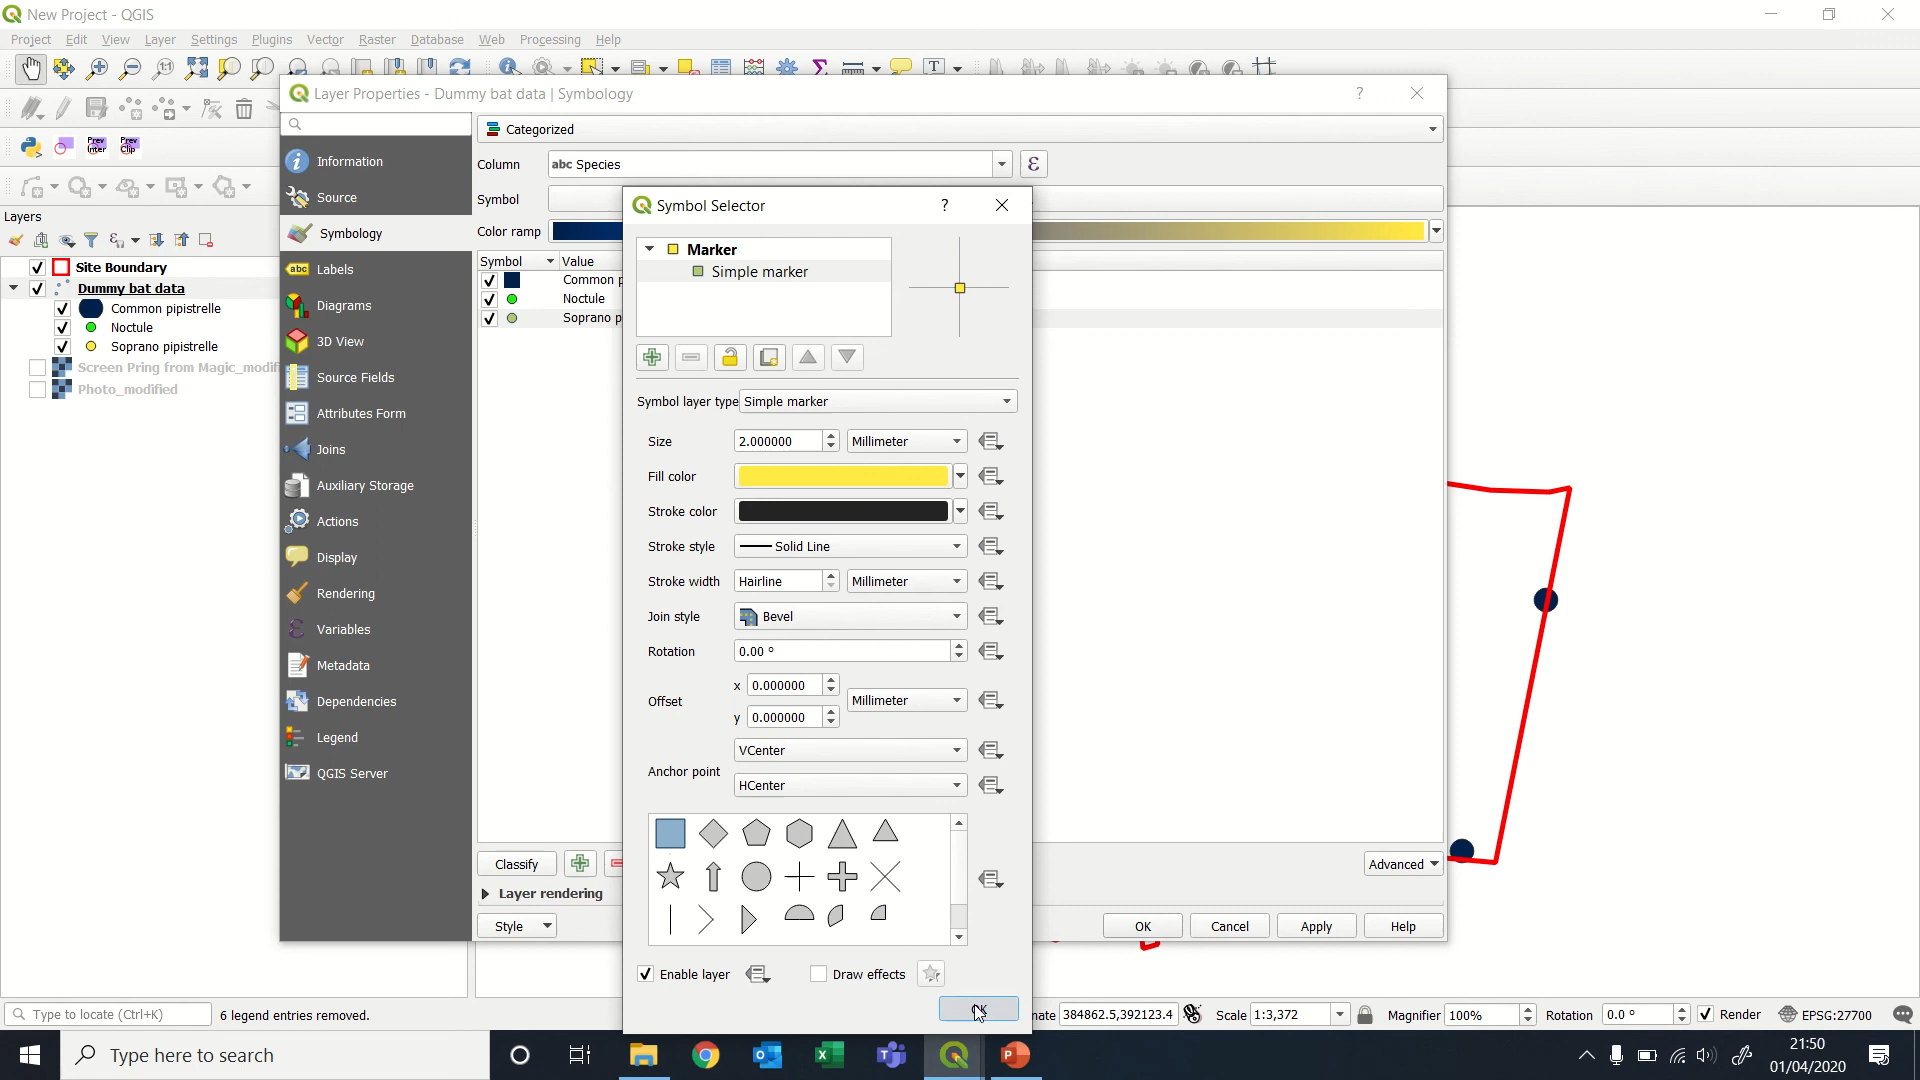 New Project - QGIS
Project Edit View Layer Settings Plugins Vector Raster Database Web Processing Help
Layer Properties - Dummy bat data | Symbology
Categorized
Information
Column abc Species
Source
Symbol
Layers
Symbol Selector
Symbology
Color ramp
Marker
Simple marker
Symbol Value
Site Boundary
abc Labels
Dummy bat data
Common p
Common pipistrelle
Diagrams
Noctule
Noctule
Soprano p
Soprano pipistrelle
3D View
Screen Pring from Magic_modif
Source Fields
Photo_modified
Symbol layer type Simple marker
Attributes Form
Size 2.000000 Millimeter
Joins
Fill color
Auxiliary Storage
Stroke color
Actions
Stroke style Solid Line
Display
Stroke width Hairline Millimeter
Rendering
Join style Bevel
Variables
Rotation 0.00 °
Metadata
Offset x 0.000000 Millimeter
y 0.000000
Dependencies
Legend
VCenter
QGIS Server
Anchor point
HCenter
Classify
Advanced
Layer rendering
Style
OK Cancel Apply Help
Enable layer Draw effects
Type to locate (Ctrl+K) 6 legend entries removed. nate 384862.5,392123.4 Scale 1:3,372 Magnifier 100% Rotation 0.0 ° Render EPSG:27700
Type here to search
21:50
01/04/2020